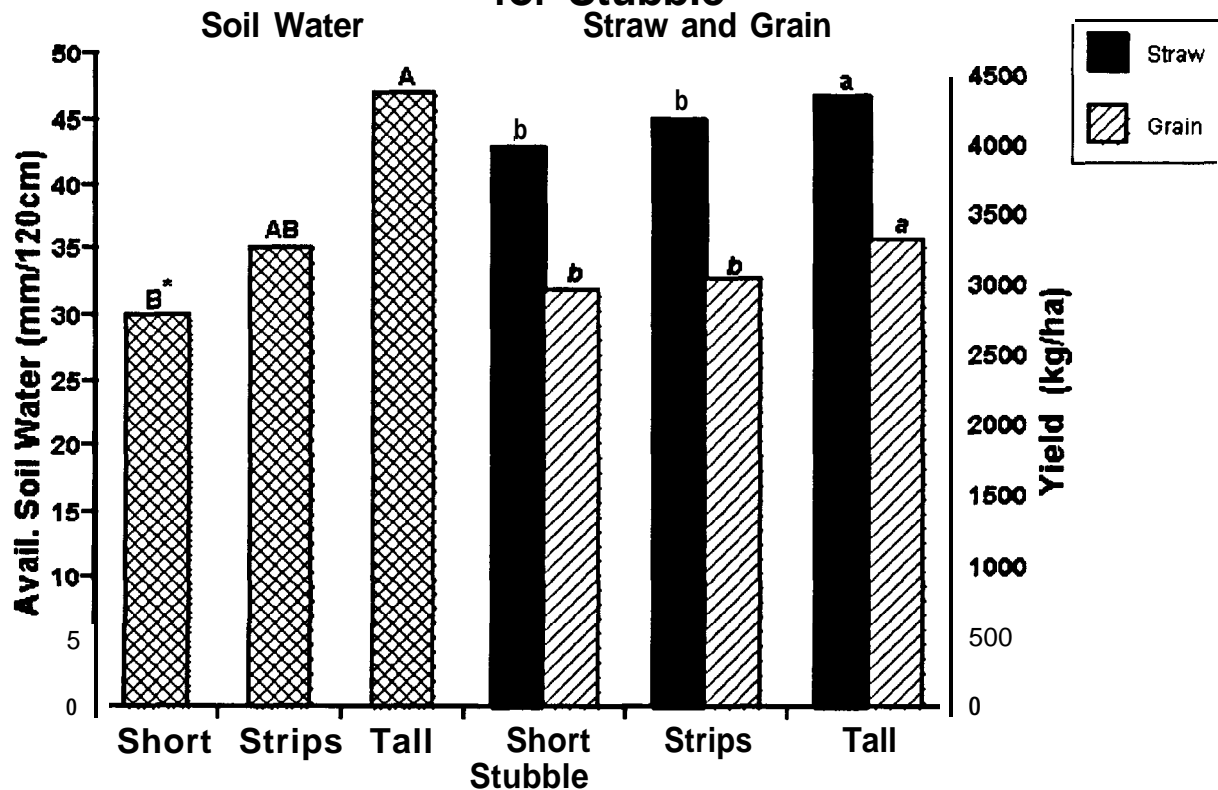 for Stubble
Soil Water
Straw and Grain
50
45
40
35
30
25
20
15
10
5
0
Avail. Soil Water (mm/120cm)
B*
AB
A
b
b
b
b
a
a
4500
4000
3500
3000
2500
2000
1500
1000
500
0
Yield (kg/ha)
Straw
Grain
Short Strips Tall
Short Strips Tall
Stubble